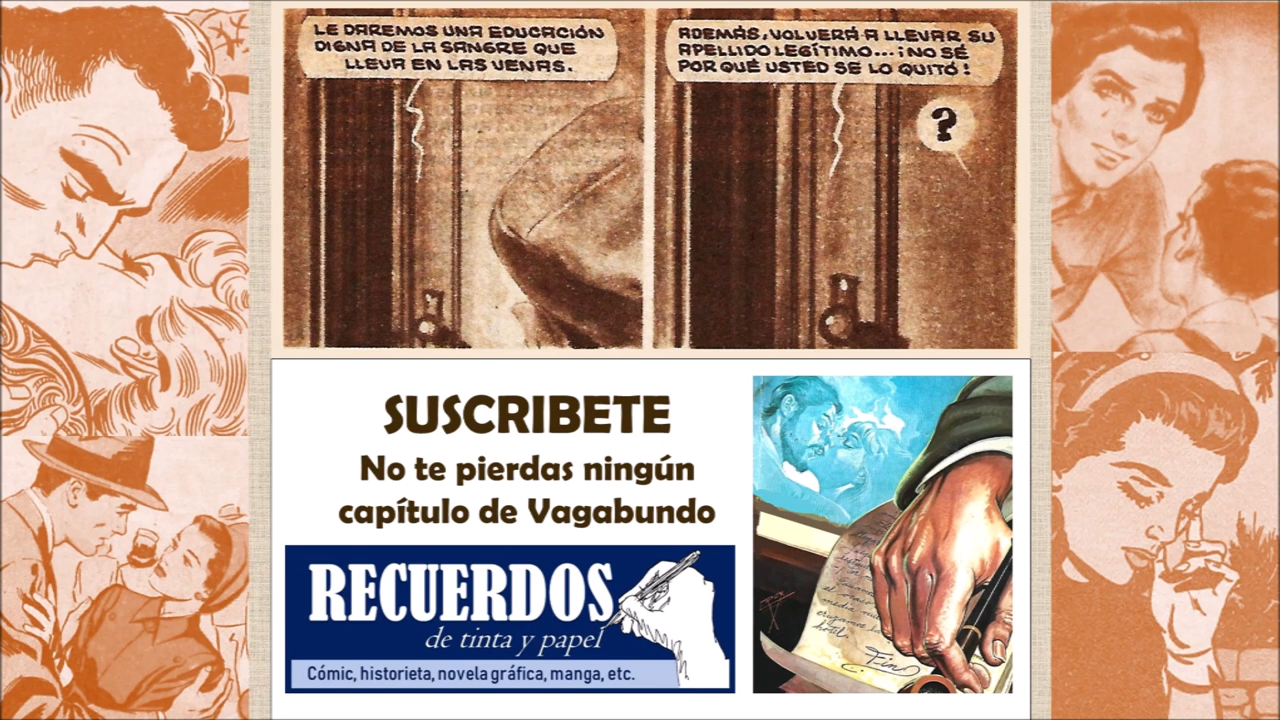 LE DAREMOS UNA EDUCACIÓN
DIGNA DE LA SANGRE QUE
LLEVA EN LAS VENAS.
ADEMÁS, VOLVERÁ A LLEVAR SU
APELLIDO LEGÍTIMO...¡NO SÉ
POR QUÉ USTED SE LO QUITÓ!
?
SUSCRIBETE
No te pierdas ningún
capítulo de Vagabundo
RECUERDOS
de tinta y papel
Cómic, historieta, novela gráfica, manga, etc.
Fin